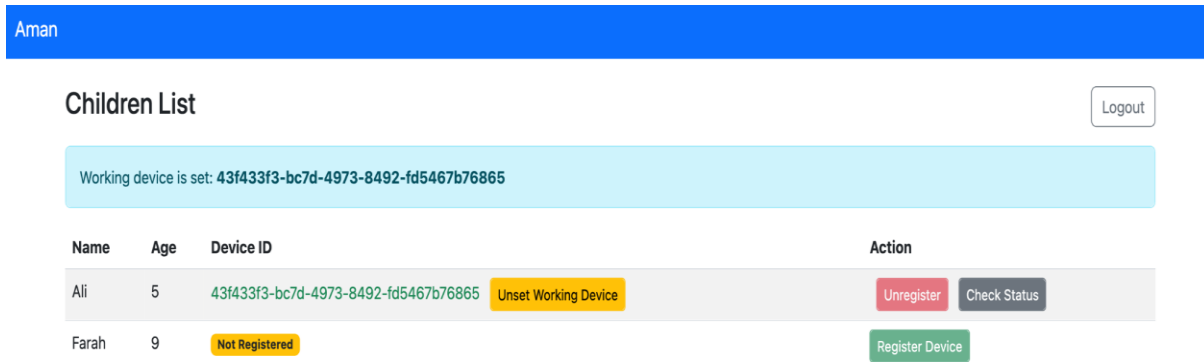 Aman
Children List
Logout
Working device is set: 43f433f3-bc7d-4973-8492-fd5467b76865
Name Age Device ID Action
Ali 5 43f433f3-bc7d-4973-8492-fd5467b76865 Unset Working Device Unregister Check Status
Farah 9 Not Registered Register Device